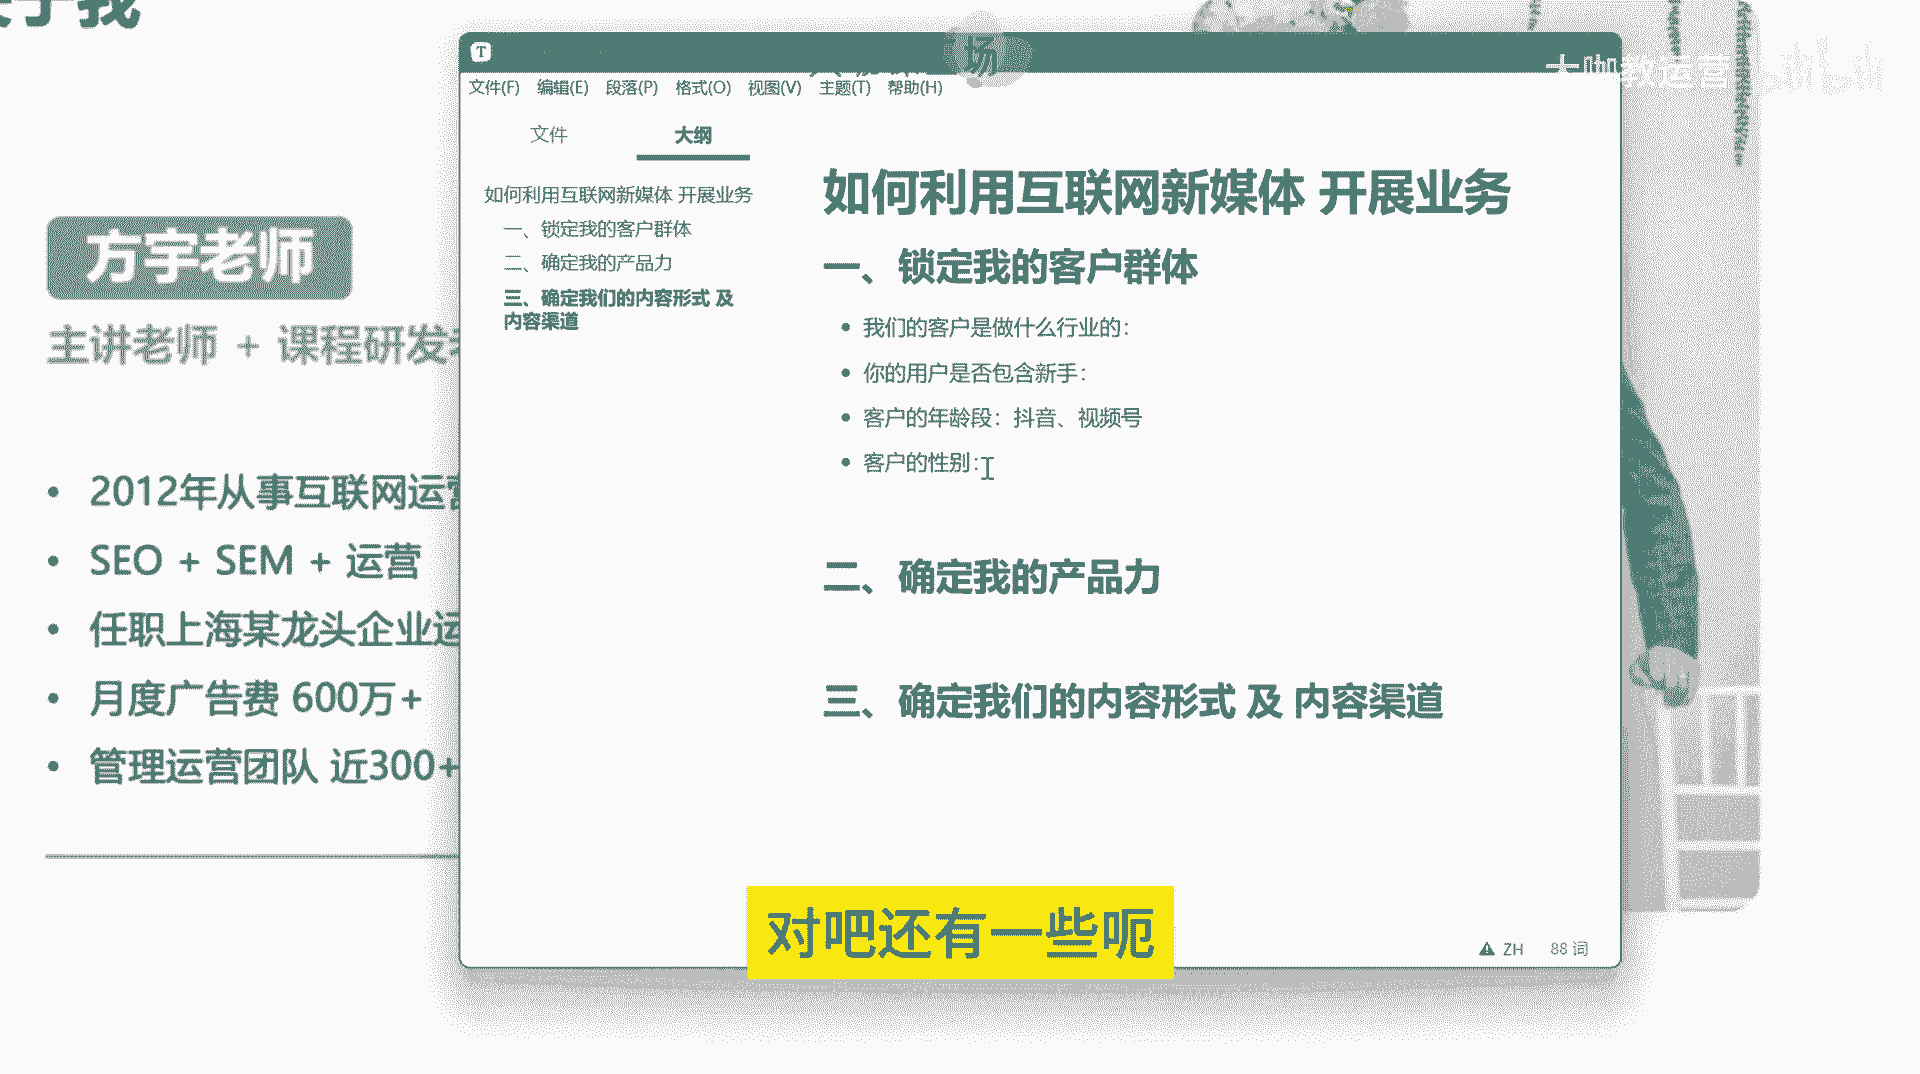 于我
场
大咖教运营
bilibili
T
文件(F) 编辑(E) 段落(P) 格式(O) 视图(V) 主题(T) 帮助(H)
文件 大纲
如何利用互联网新媒体 开展业务
一、锁定我的客户群体
二、确定我的产品力
三、确定我们的内容形式 及
内容渠道
如何利用互联网新媒体 开展业务
一、锁定我的客户群体
• 我们的客户是做什么行业的：
• 你的用户是否包含新手：
• 客户的年龄段：抖音、视频号
• 客户的性别：
二、确定我的产品力
三、确定我们的内容形式 及 内容渠道
ZH 88 词
方宇老师
主讲老师 + 课程研发
• 2012年从事互联网运营
• SEO + SEM + 运营
• 任职上海某龙头企业运
• 月度广告费 600万+
• 管理运营团队 近300+
对吧还有一些呃